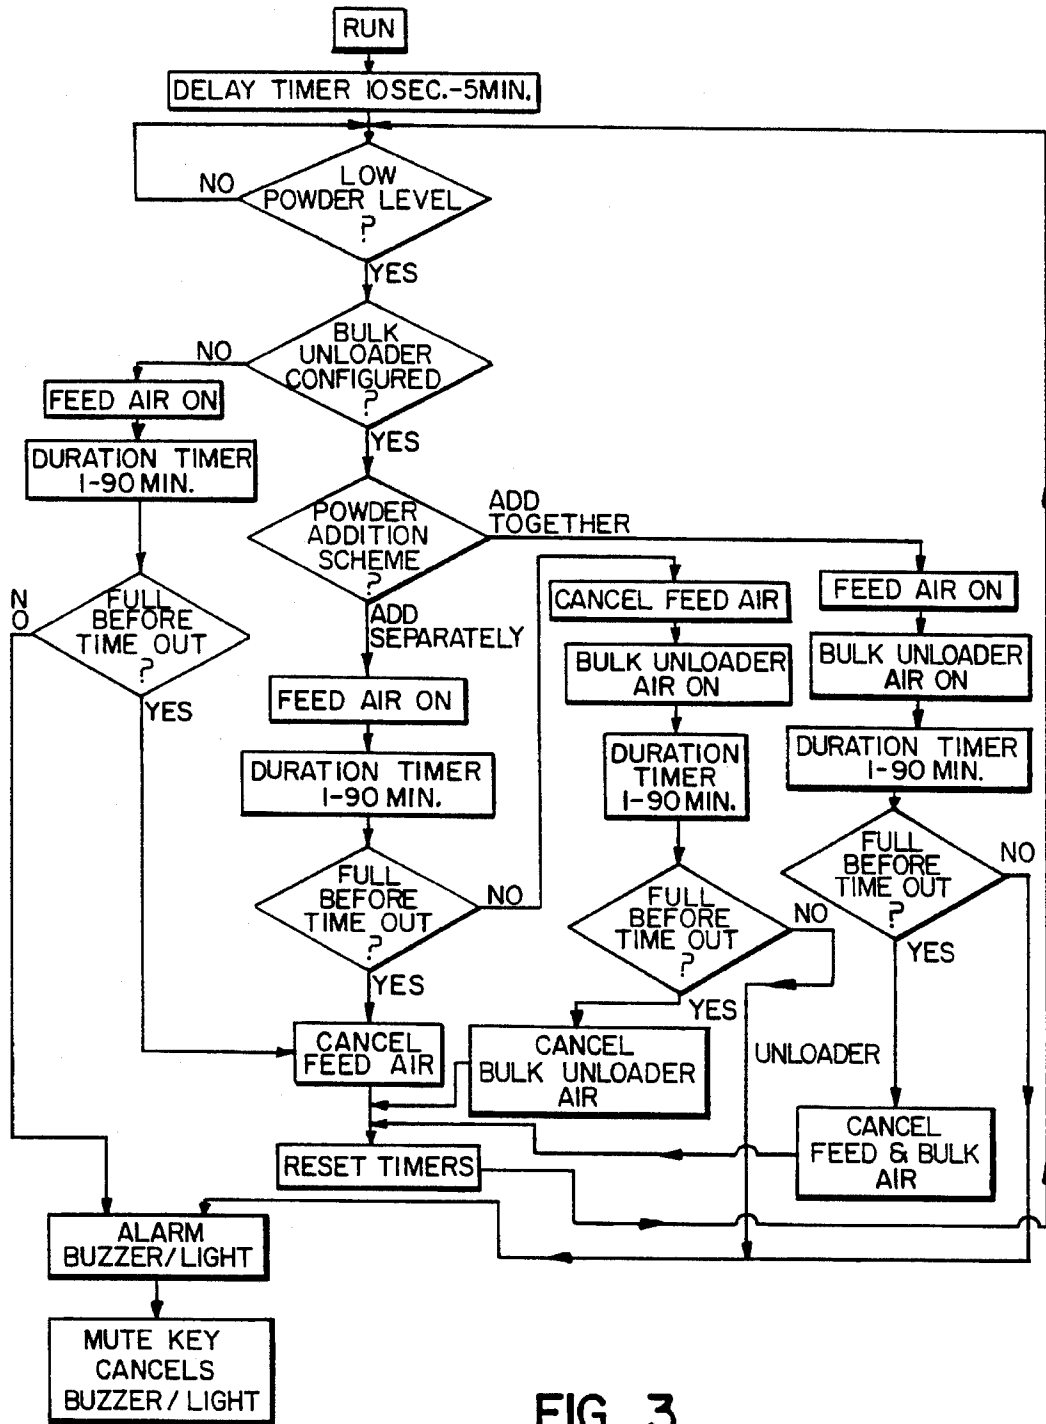 RUN
DELAY TIMER 10SEC.-5MIN.
NO
LOW
POWDER LEVEL
?
YES
BULK
UNLOADER
CONFIGURED
?
NO
YES
FEED AIR ON
DURATION TIMER
1-90 MIN.
POWDER
ADDITION
SCHEME
?
ADD
TOGETHER
ADD
SEPARATELY
NO
FULL
BEFORE
TIME OUT
?
YES
FEED AIR ON
DURATION TIMER
1-90 MIN.
FULL
BEFORE
TIME OUT
?
NO
YES
CANCEL FEED AIR
BULK UNLOADER
AIR ON
DURATION
TIMER
1-90 MIN.
FULL
BEFORE
TIME OUT
?
NO
YES
FEED AIR ON
BULK UNLOADER
AIR ON
DURATION TIMER
1-90 MIN.
FULL
BEFORE
TIME OUT
?
NO
YES
CANCEL
FEED AIR
CANCEL
BULK UNLOADER
AIR
UNLOADER
CANCEL
FEED & BULK
AIR
RESET TIMERS
ALARM
BUZZER/LIGHT
MUTE KEY
CANCELS
BUZZER/LIGHT
FIG. 3